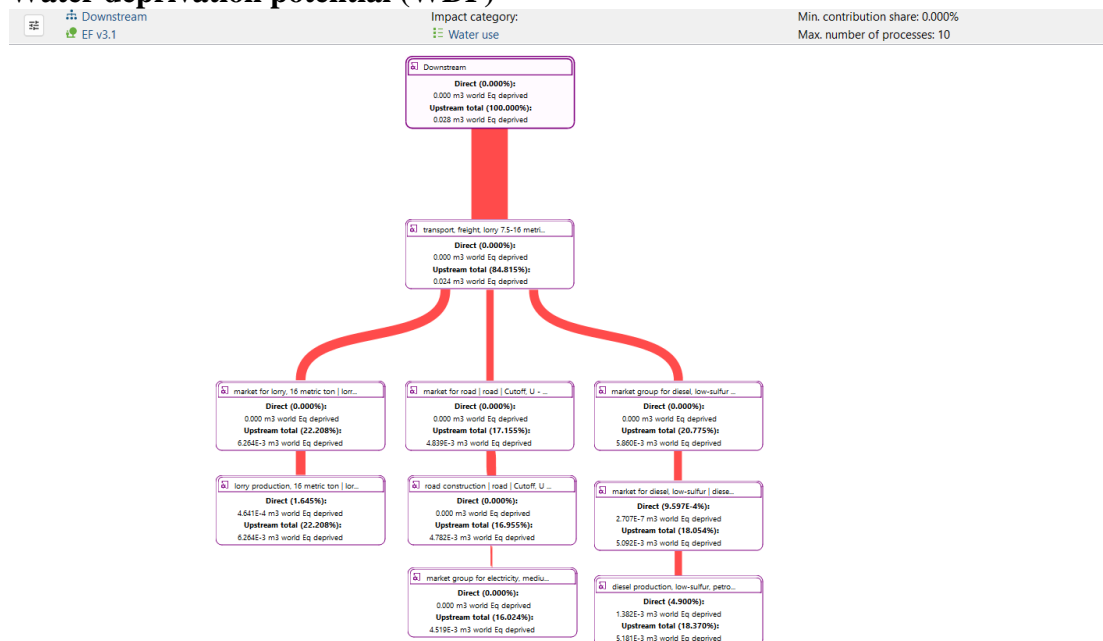 Water deprivation potential (WDP)
Downstream
EF v3.1
Impact category:
Water use
Min. contribution share: 0.000%
Max. number of processes: 10
Downstream
Direct (0.000%):
0.000 m3 world Eq deprived
Upstream total (100.000%):
0.028 m3 world Eq deprived
transport, freight, lorry 7.5-16 metri...
Direct (0.000%):
0.000 m3 world Eq deprived
Upstream total (84.815%):
0.024 m3 world Eq deprived
market for lorry, 16 metric ton | lorr...
Direct (0.000%):
0.000 m3 world Eq deprived
Upstream total (22.208%):
6.264E-3 m3 world Eq deprived
market for road | road | Cutoff, U - ...
Direct (0.000%):
0.000 m3 world Eq deprived
Upstream total (17.155%):
4.839E-3 m3 world Eq deprived
market group for diesel, low-sulfur ...
Direct (0.000%):
0.000 m3 world Eq deprived
Upstream total (20.775%):
5.860E-3 m3 world Eq deprived
lorry production, 16 metric ton | lor...
Direct (1.645%):
4.641E-4 m3 world Eq deprived
Upstream total (22.208%):
6.264E-3 m3 world Eq deprived
road construction | road | Cutoff, U ...
Direct (0.000%):
0.000 m3 world Eq deprived
Upstream total (16.955%):
4.782E-3 m3 world Eq deprived
market for diesel, low-sulfur | diese...
Direct (9.597E-4%):
2.707E-7 m3 world Eq deprived
Upstream total (18.054%):
5.092E-3 m3 world Eq deprived
market group for electricity, mediu...
Direct (0.000%):
0.000 m3 world Eq deprived
Upstream total (16.024%):
4.519E-3 m3 world Eq deprived
diesel production, low-sulfur, petro...
Direct (4.900%):
1.382E-3 m3 world Eq deprived
Upstream total (18.370%):
5.181E-3 m3 world Eq deprived